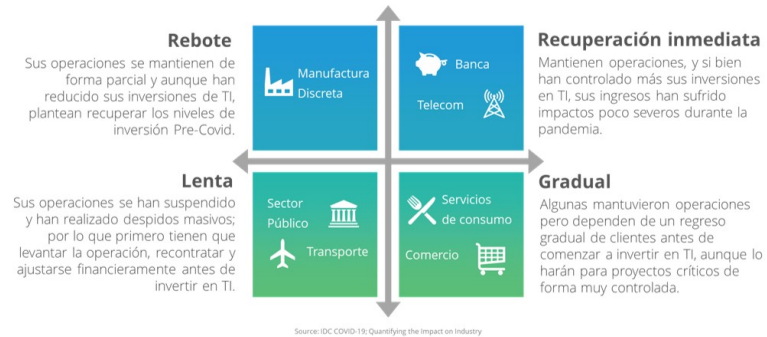 Rebote
Sus operaciones se mantienen de
forma parcial y aunque han
reducido sus inversiones de TI,
plantean recuperar los niveles de
inversión Pre-Covid.
Manufactura
Discreta
Banca
Telecom
Recuperación inmediata
Mantienen operaciones, y si bien
han controlado más sus inversiones
en TI, sus ingresos han sufrido
impactos poco severos durante la
pandemia.
Lenta
Sus operaciones se han suspendido
y han realizado despidos masivos;
por lo que primero tienen que
levantar la operación, recontratar y
ajustarse financieramente antes de
invertir en TI.
Sector
Público
Transporte
Servicios
de consumo
Comercio
Gradual
Algunas mantuvieron operaciones
pero dependen de un regreso
gradual de clientes antes de
comenzar a invertir en TI, aunque lo
harán para proyectos críticos de
forma muy controlada.
Source: IDC COVID-19; Quantifying the Impact on Industry